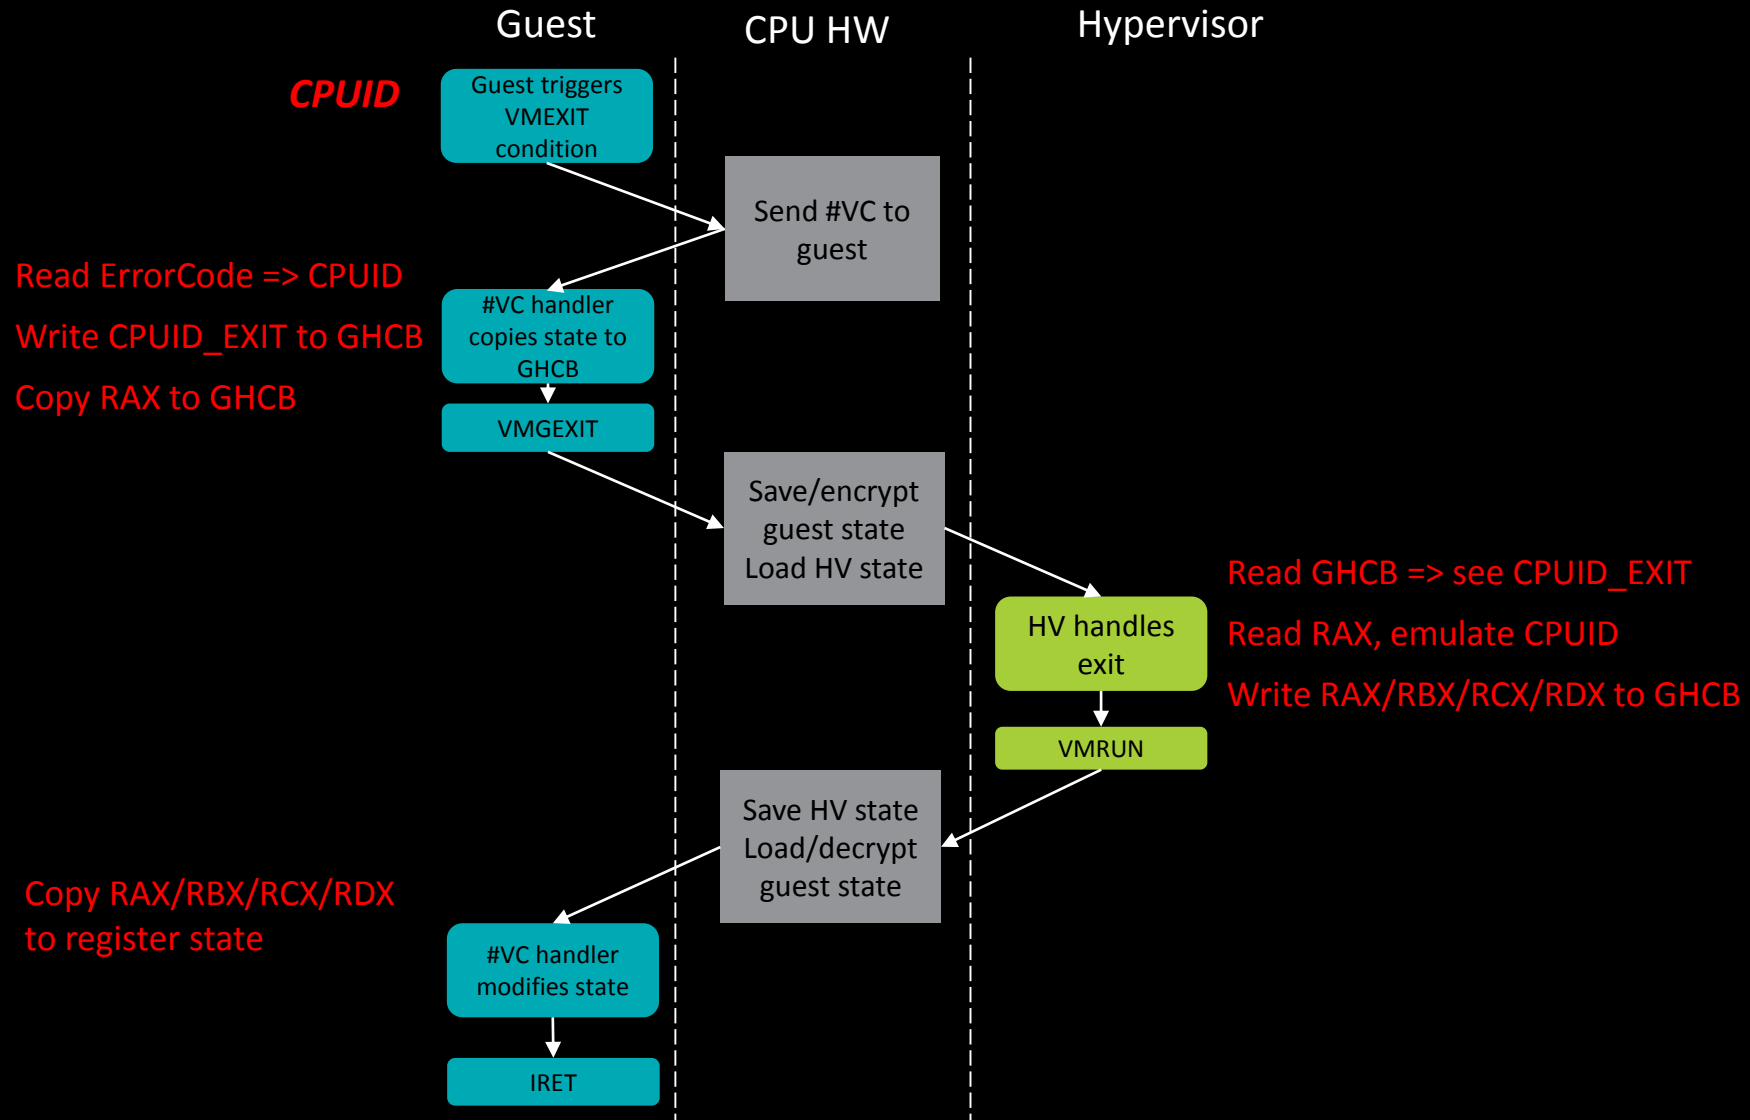 Guest
CPU HW
Hypervisor
CPUID
Guest triggers
VMEXIT
condition
Send #VC to
guest
Read ErrorCode => CPUID
Write CPUID_EXIT to GHCB
Copy RAX to GHCB
#VC handler
copies state to
GHCB
VMGEXIT
Save/encrypt
guest state
Load HV state
HV handles
exit
Read GHCB => see CPUID_EXIT
Read RAX, emulate CPUID
Write RAX/RBX/RCX/RDX to GHCB
VMRUN
Save HV state
Load/decrypt
guest state
Copy RAX/RBX/RCX/RDX
to register state
#VC handler
modifies state
IRET